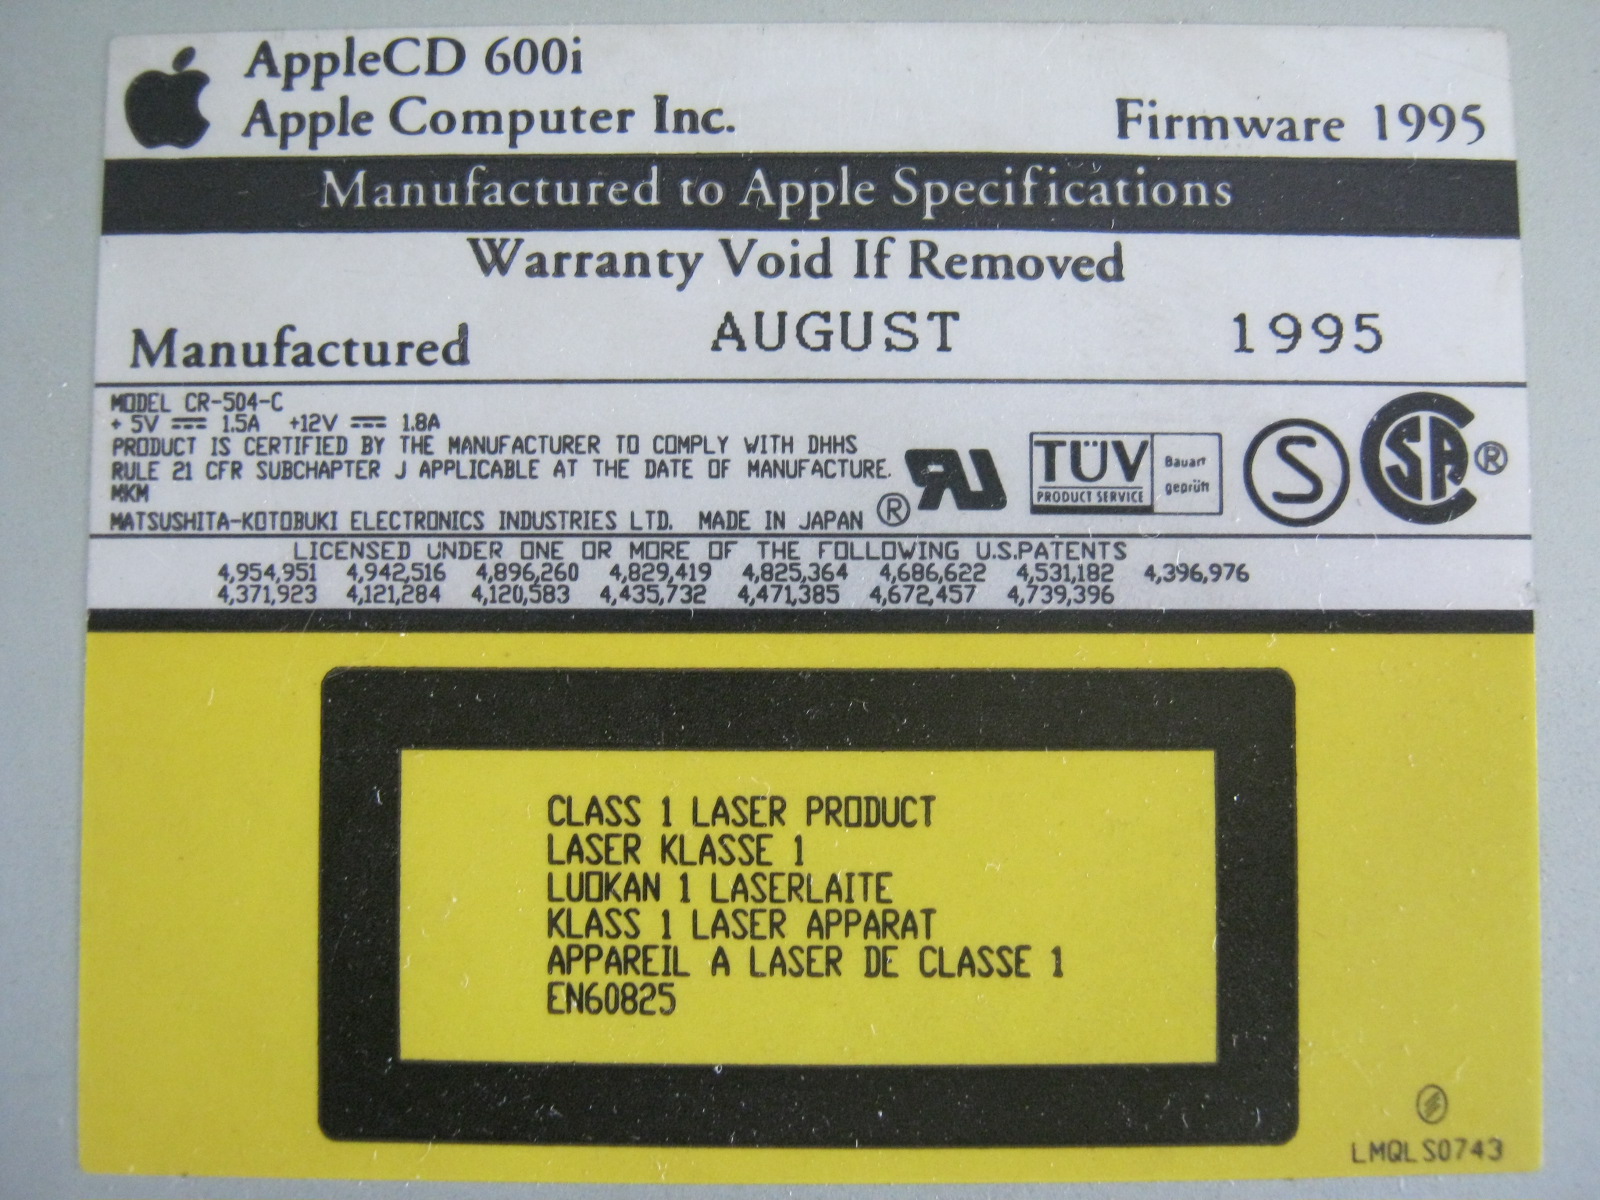 AppleCD 600i
Apple Computer Inc.
Firmware 1995
Manufactured to Apple Specifications
Warranty Void If Removed
Manufactured AUGUST 1995
MODEL CR-504-C
+ 5V ⎓ 1.5A +12V ⎓ 1.8A
PRODUCT IS CERTIFIED BY THE MANUFACTURER TO COMPLY WITH DHHS
RULE 21 CFR SUBCHAPTER J APPLICABLE AT THE DATE OF MANUFACTURE.
MKM
MATSUSHITA-KOTOBUKI ELECTRONICS INDUSTRIES LTD. MADE IN JAPAN
® RU
TÜV
PRODUCT SERVICE
Bauart
geprüft
S
SA ®
LICENSED UNDER ONE OR MORE OF THE FOLLOWING U.S.PATENTS
4,954,951 4,942,516 4,896,260 4,829,419 4,825,364 4,686,622 4,531,182 4,396,976
4,371,923 4,121,284 4,120,583 4,435,732 4,471,385 4,672,457 4,739,396
CLASS 1 LASER PRODUCT
LASER KLASSE 1
LUOKAN 1 LASERLAITE
KLASS 1 LASER APPARAT
APPAREIL A LASER DE CLASSE 1
EN60825
LMQLS0743